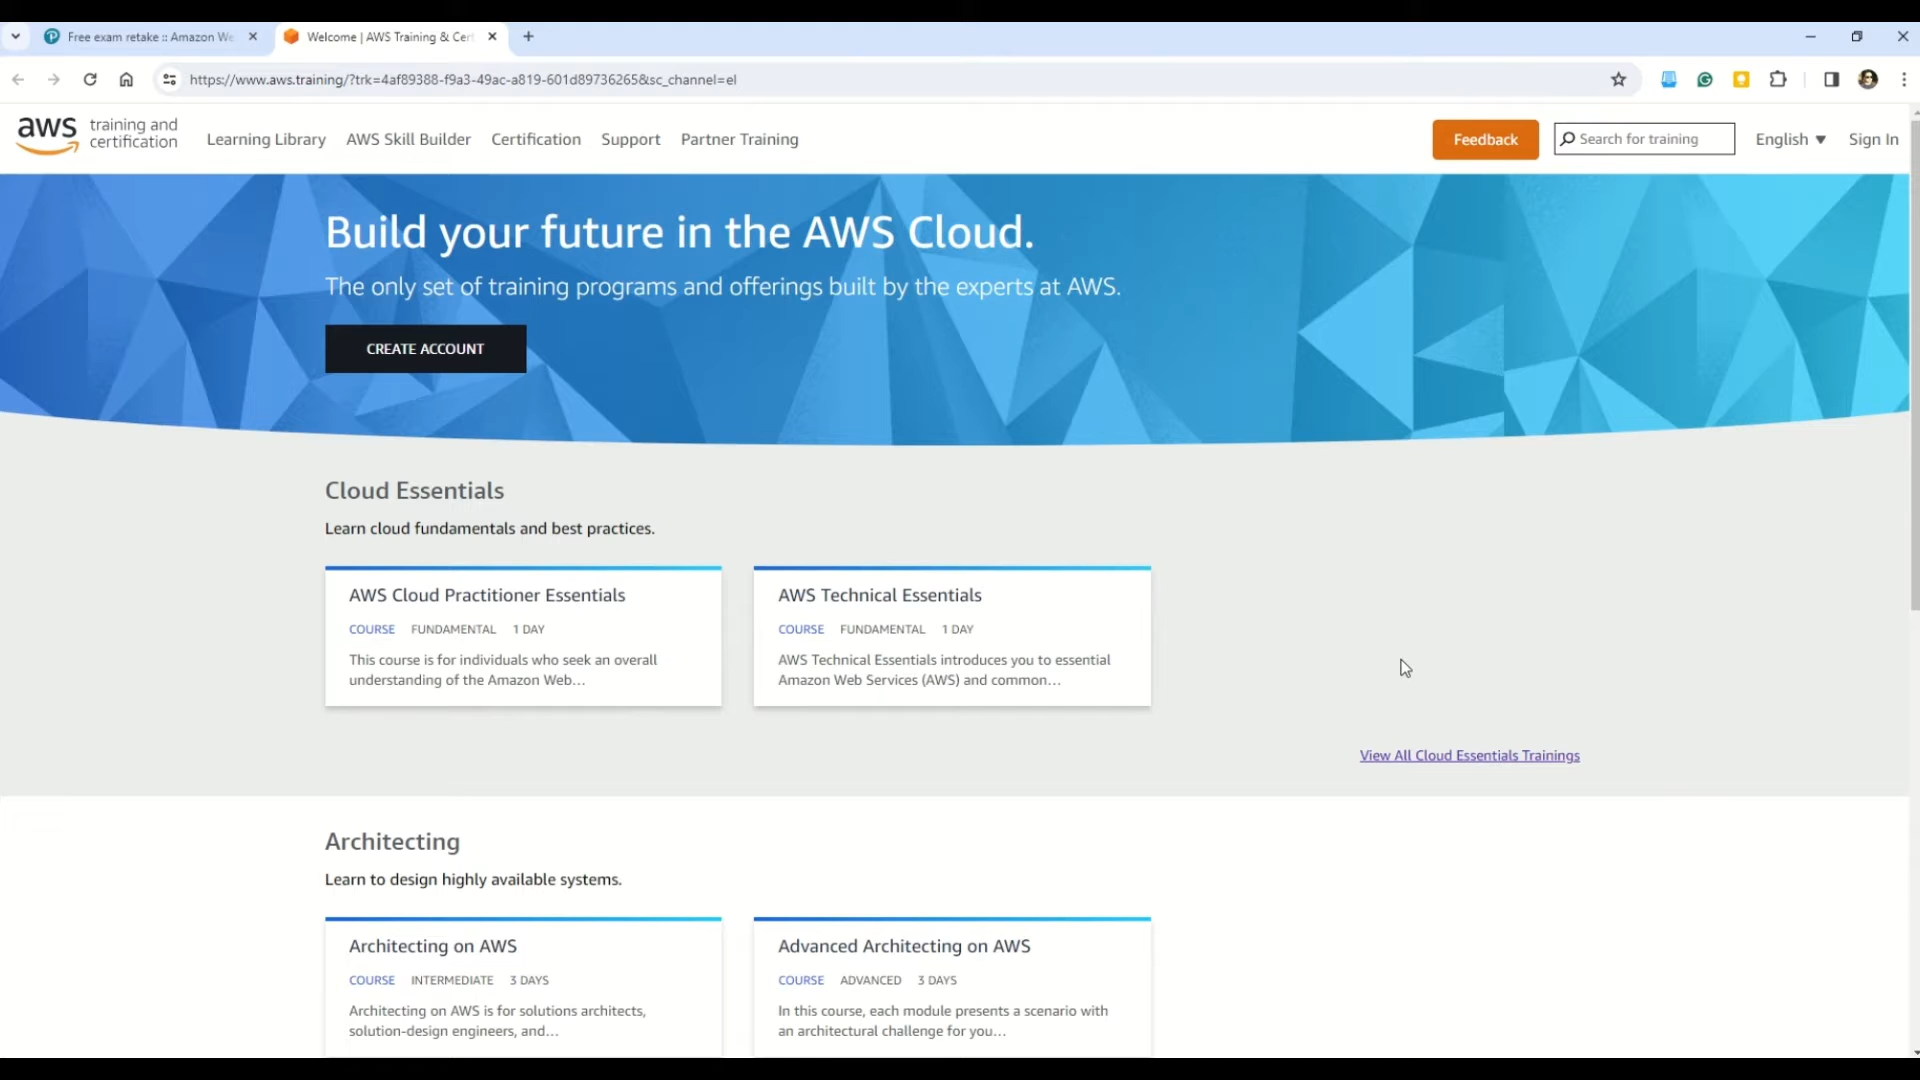 Free exam retake :: Amazon We
Welcome | AWS Training & Cert
https://www.aws.training/?trk=4af89388-f9a3-49ac-a819-601d89736265&sc_channel=el
aws training and certification
Learning Library
AWS Skill Builder
Certification
Support
Partner Training
Feedback
Search for training
English
Sign In
Build your future in the AWS Cloud.
The only set of training programs and offerings built by the experts at AWS.
CREATE ACCOUNT
Cloud Essentials
Learn cloud fundamentals and best practices.
AWS Cloud Practitioner Essentials
COURSE FUNDAMENTAL 1 DAY
This course is for individuals who seek an overall
understanding of the Amazon Web...
AWS Technical Essentials
COURSE FUNDAMENTAL 1 DAY
AWS Technical Essentials introduces you to essential
Amazon Web Services (AWS) and common...
View All Cloud Essentials Trainings
Architecting
Learn to design highly available systems.
Architecting on AWS
COURSE INTERMEDIATE 3 DAYS
Architecting on AWS is for solutions architects,
solution-design engineers, and...
Advanced Architecting on AWS
COURSE ADVANCED 3 DAYS
In this course, each module presents a scenario with
an architectural challenge for you...